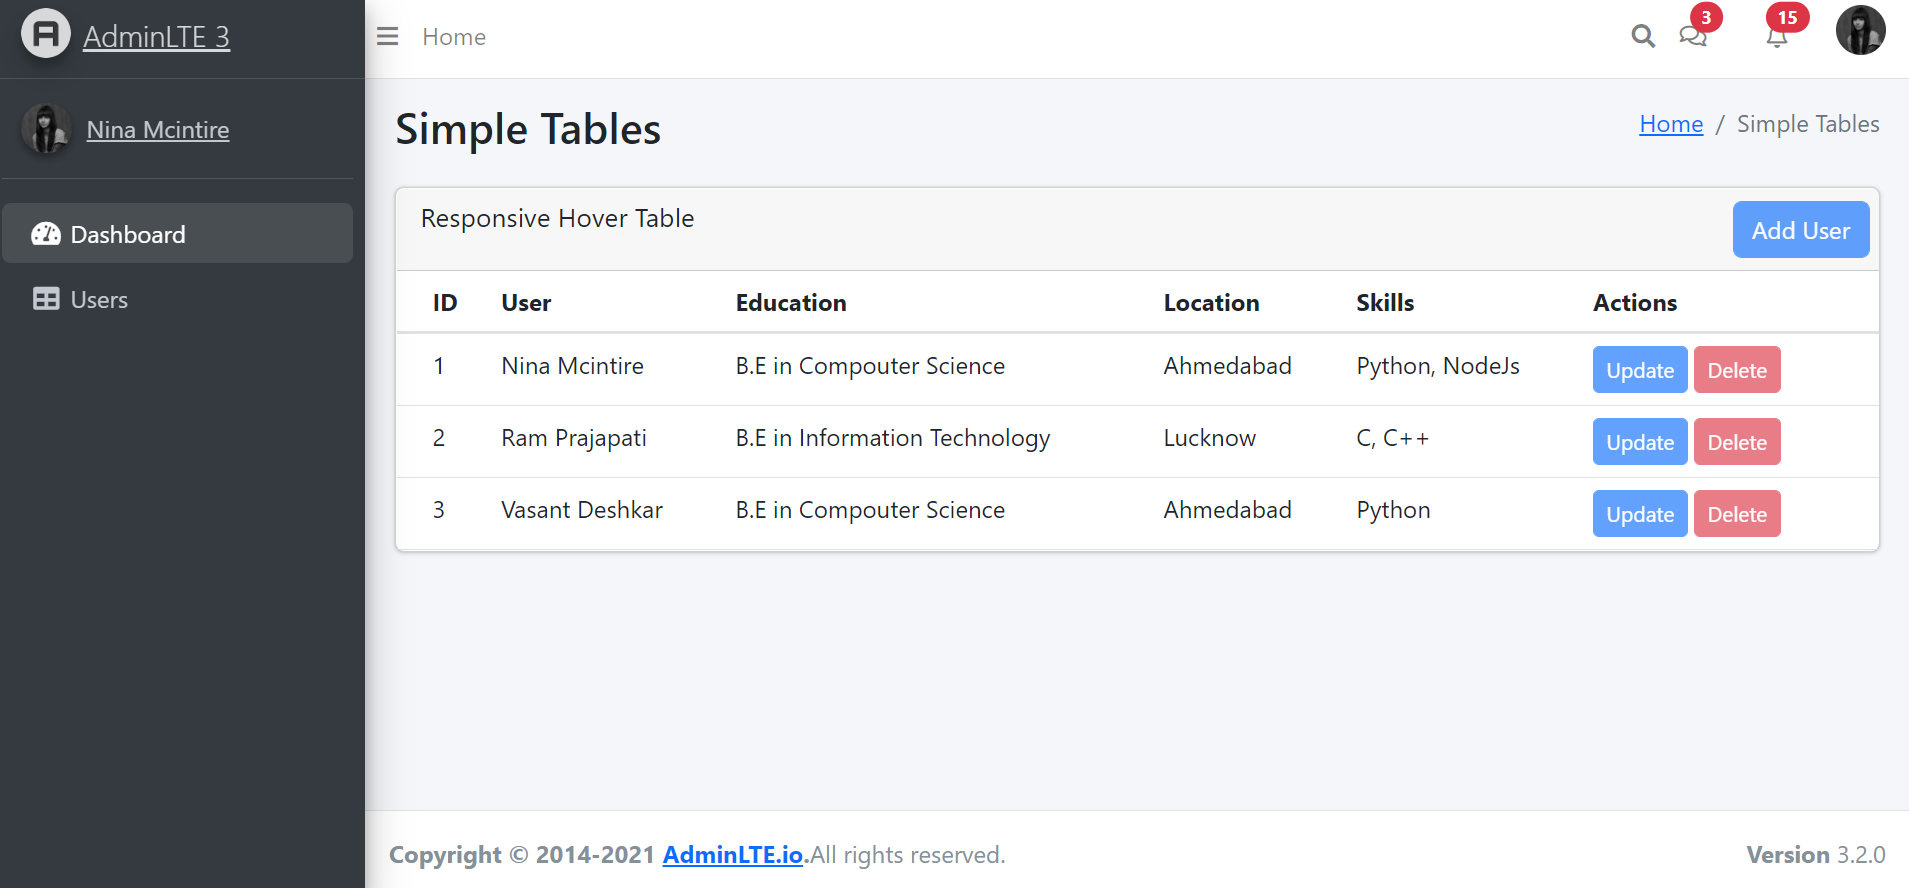 AdminLTE 3
Home
3
15
Nina Mcintire
Dashboard
Users
Simple Tables
Home / Simple Tables
Responsive Hover Table
Add User
ID User Education Location Skills Actions
1 Nina Mcintire B.E in Compouter Science Ahmedabad Python, NodeJs Update Delete
2 Ram Prajapati B.E in Information Technology Lucknow C, C++ Update Delete
3 Vasant Deshkar B.E in Compouter Science Ahmedabad Python Update Delete
Copyright © 2014-2021 AdminLTE.io.All rights reserved.
Version 3.2.0